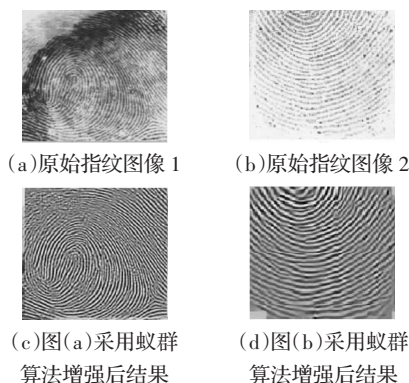 (a)原始指纹图像 1
(b)原始指纹图像 2
(c)图(a)采用蚁群
算法增强后结果
(d)图(b)采用蚁群
算法增强后结果